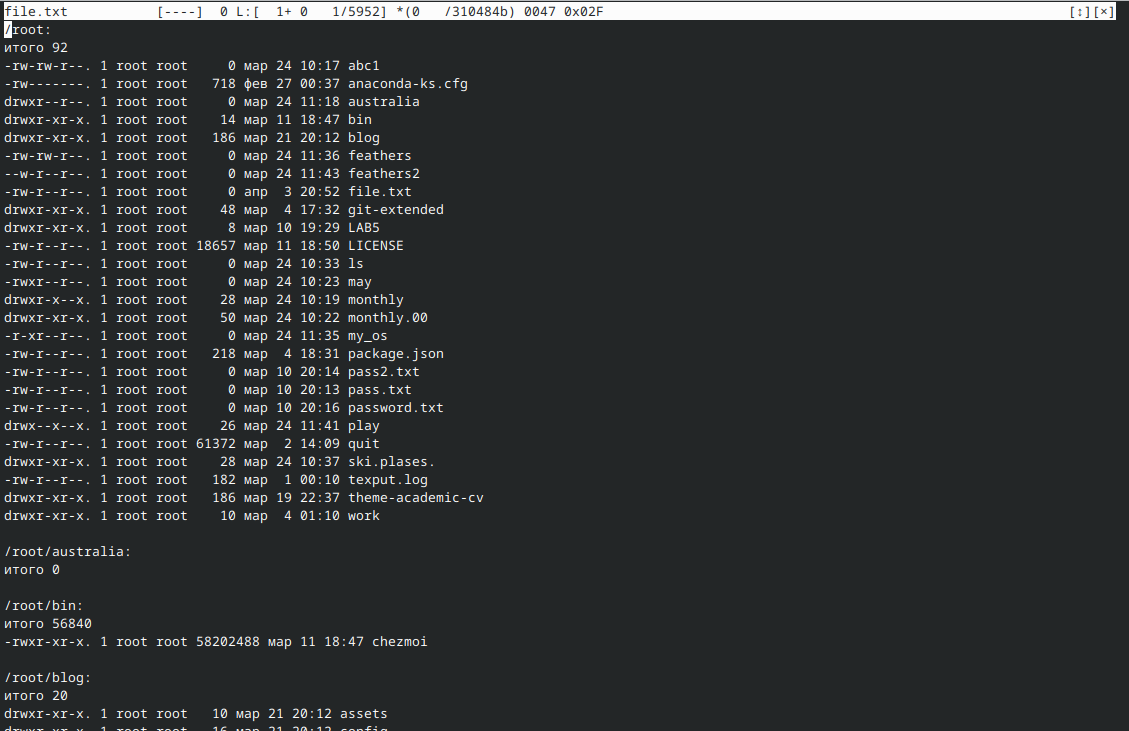 file.txt           [----]  0 L:[  1+ 0   1/5952] *(0   /310484b) 0047 0x02F                    [↕][×]
/root:
итого 92
-rw-rw-r--. 1 root root     0 мар 24 10:17 abc1
-rw-------. 1 root root   718 фев 27 00:37 anaconda-ks.cfg
drwxr--r--. 1 root root     0 мар 24 11:18 australia
drwxr-xr-x. 1 root root    14 мар 11 18:47 bin
drwxr-xr-x. 1 root root   186 мар 21 20:12 blog
-rw-rw-r--. 1 root root     0 мар 24 11:36 feathers
--w-r--r--. 1 root root     0 мар 24 11:43 feathers2
-rw-r--r--. 1 root root     0 апр  3 20:52 file.txt
drwxr-xr-x. 1 root root    48 мар  4 17:32 git-extended
drwxr-xr-x. 1 root root     8 мар 10 19:29 LAB5
-rw-r--r--. 1 root root 18657 мар 11 18:50 LICENSE
-rw-r--r--. 1 root root     0 мар 24 10:33 ls
-rwxr--r--. 1 root root     0 мар 24 10:23 may
drwxr-x--x. 1 root root    28 мар 24 10:19 monthly
drwxr-xr-x. 1 root root    50 мар 24 10:22 monthly.00
-r-xr--r--. 1 root root     0 мар 24 11:35 my_os
-rw-r--r--. 1 root root   218 мар  4 18:31 package.json
-rw-r--r--. 1 root root     0 мар 10 20:14 pass2.txt
-rw-r--r--. 1 root root     0 мар 10 20:13 pass.txt
-rw-r--r--. 1 root root     0 мар 10 20:16 password.txt
drwx--x--x. 1 root root    26 мар 24 11:41 play
-rw-r--r--. 1 root root 61372 мар  2 14:09 quit
drwxr-xr-x. 1 root root    28 мар 24 10:37 ski.plases.
-rw-r--r--. 1 root root   182 мар  1 00:10 texput.log
drwxr-xr-x. 1 root root   186 мар 19 22:37 theme-academic-cv
drwxr-xr-x. 1 root root    10 мар  4 01:10 work
/root/australia:
итого 0
/root/bin:
итого 56840
-rwxr-xr-x. 1 root root 58202488 мар 11 18:47 chezmoi
/root/blog:
итого 20
drwxr-xr-x. 1 root root   10 мар 21 20:12 assets
drwxr-xr-x. 1 root root   16 мар 21 20:12 config